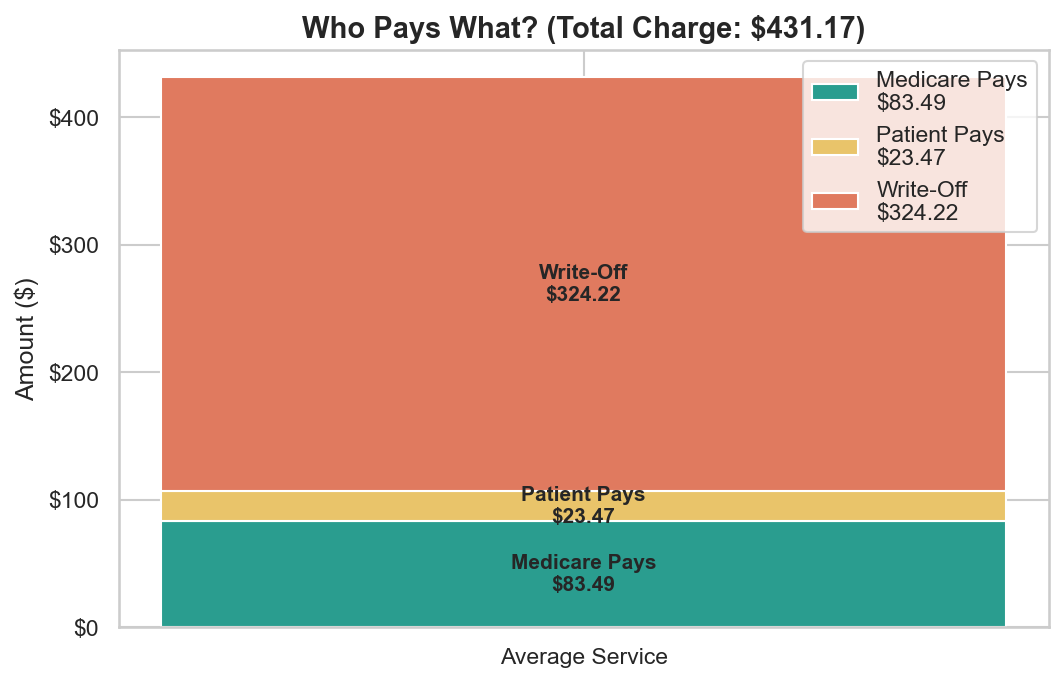 Who Pays What? (Total Charge: $431.17)
Medicare Pays
$83.49
Patient Pays
$23.47
Write-Off
$324.22
$400
$300
$200
$100
$0
Amount ($)
Write-Off
$324.22
Patient Pays
$23.47
Medicare Pays
$83.49
Average Service